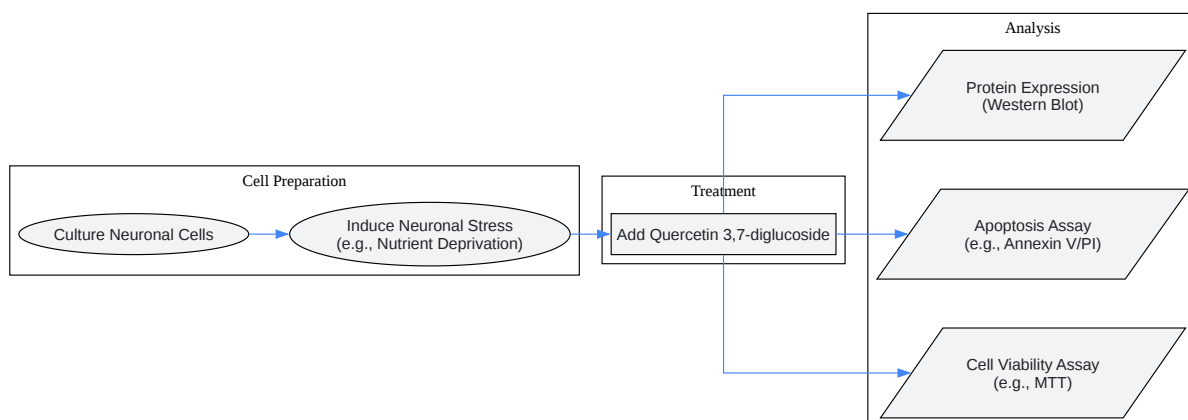 Cell Preparation
Culture Neuronal Cells
Induce Neuronal Stress
(e.g., Nutrient Deprivation)
Treatment
Add Quercetin 3,7-diglucoside
Analysis
Protein Expression
(Western Blot)
Apoptosis Assay
(e.g., Annexin V/PI)
Cell Viability Assay
(e.g., MTT)